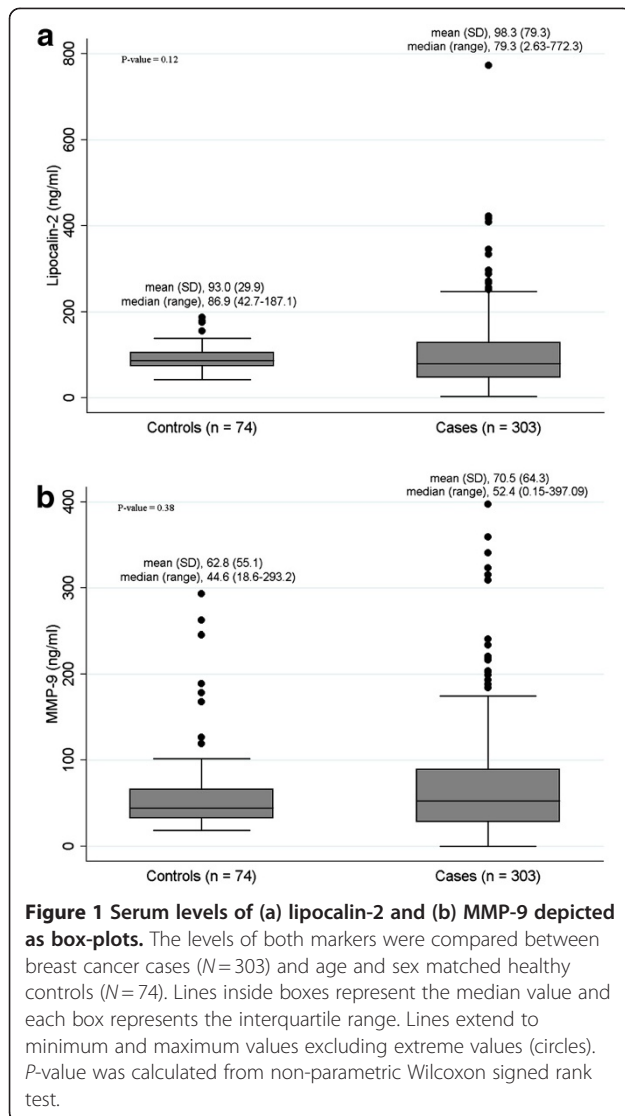 a
mean (SD), 98.3 (79.3)
median (range), 79.3 (2.63-772.3)
P-value = 0.12
800
600
400
200
0
Lipocalin-2 (ng/ml)
mean (SD), 93.0 (29.9)
median (range), 86.9 (42.7-187.1)
Controls (n = 74)
Cases (n = 303)
b
mean (SD), 70.5 (64.3)
median (range), 52.4 (0.15-397.09)
P-value = 0.38
400
300
200
100
0
MMP-9 (ng/ml)
mean (SD), 62.8 (55.1)
median (range), 44.6 (18.6-293.2)
Controls (n = 74)
Cases (n = 303)
Figure 1 Serum levels of (a) lipocalin-2 and (b) MMP-9 depicted
as box-plots. The levels of both markers were compared between
breast cancer cases (N = 303) and age and sex matched healthy
controls (N = 74). Lines inside boxes represent the median value and
each box represents the interquartile range. Lines extend to
minimum and maximum values excluding extreme values (circles).
P-value was calculated from non-parametric Wilcoxon signed rank
test.